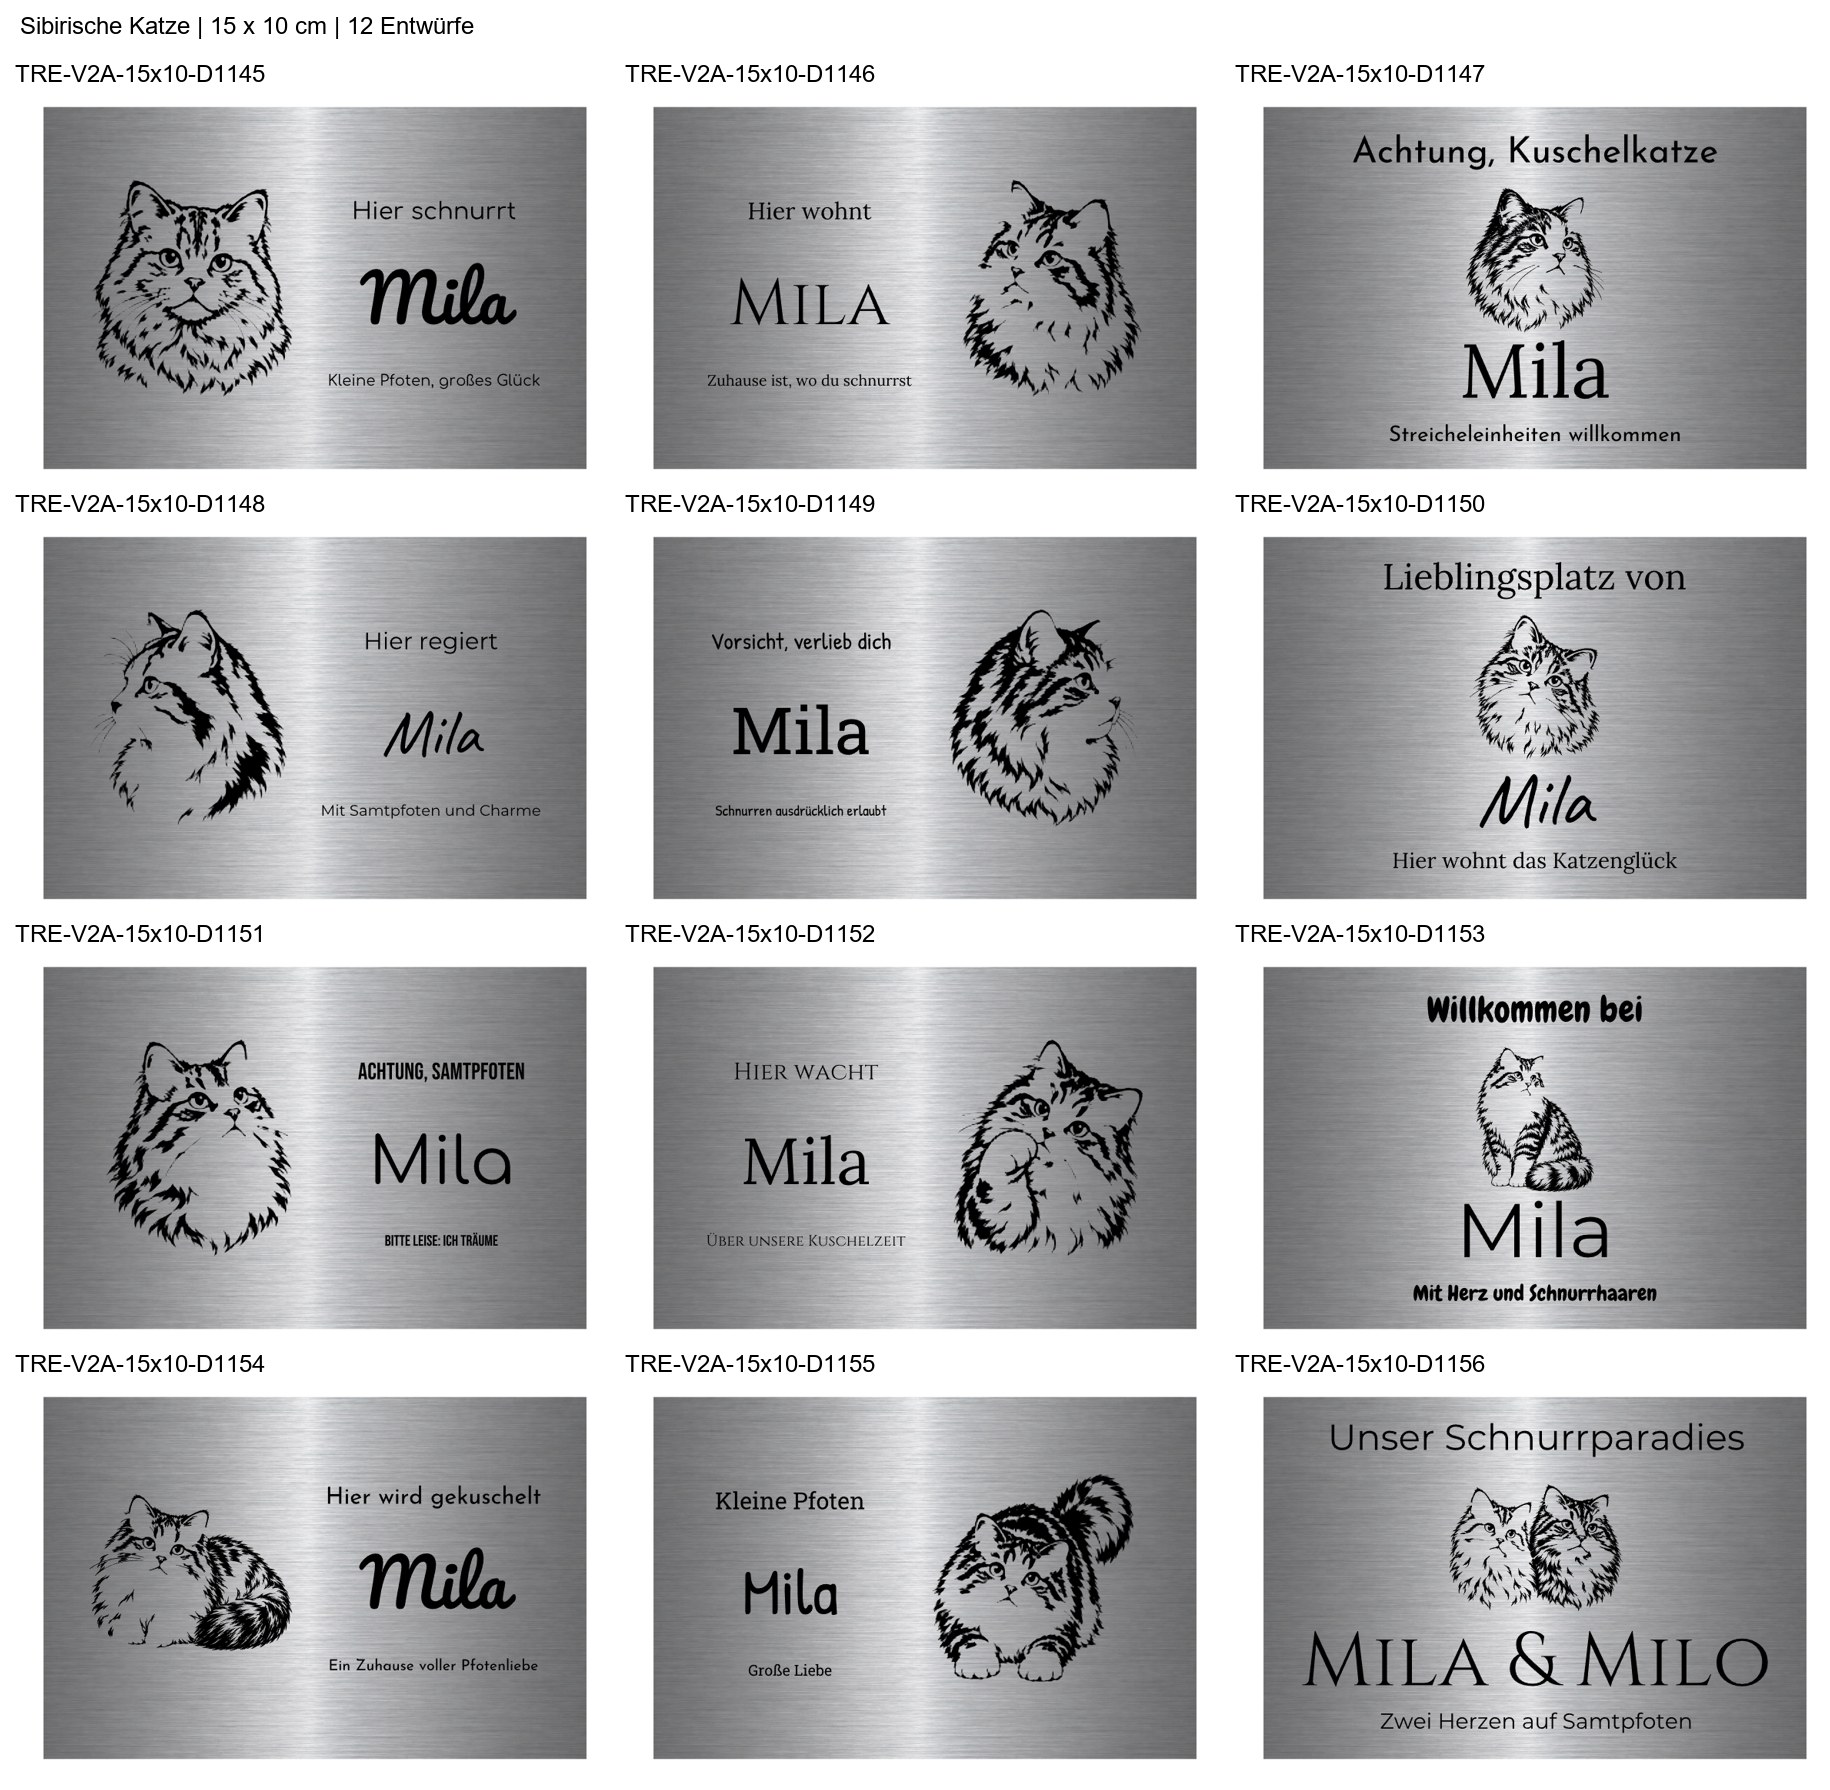 Sibirische Katze | 15 x 10 cm | 12 Entwürfe
TRE-V2A-15x10-D1145
Hier schnurrt
Mila
Kleine Pfoten, großes Glück
TRE-V2A-15x10-D1146
Hier wohnt
MILA
Zuhause ist, wo du schnurrst
TRE-V2A-15x10-D1147
Achtung, Kuschelkatze
Mila
Streicheleinheiten willkommen
TRE-V2A-15x10-D1148
Hier regiert
Mila
Mit Samtpfoten und Charme
TRE-V2A-15x10-D1149
Vorsicht, verlieb dich
Mila
Schnurren ausdrücklich erlaubt
TRE-V2A-15x10-D1150
Lieblingsplatz von
Mila
Hier wohnt das Katzenglück
TRE-V2A-15x10-D1151
ACHTUNG, SAMTPFOTEN
Mila
BITTE LEISE: ICH TRÄUME
TRE-V2A-15x10-D1152
HIER WACHT
Mila
ÜBER UNSERE KUSCHELZEIT
TRE-V2A-15x10-D1153
Willkommen bei
Mila
Mit Herz und Schnurrhaaren
TRE-V2A-15x10-D1154
Hier wird gekuschelt
Mila
Ein Zuhause voller Pfotenliebe
TRE-V2A-15x10-D1155
Kleine Pfoten
Mila
Große Liebe
TRE-V2A-15x10-D1156
Unser Schnurrparadies
MILA & MILO
Zwei Herzen auf Samtpfoten